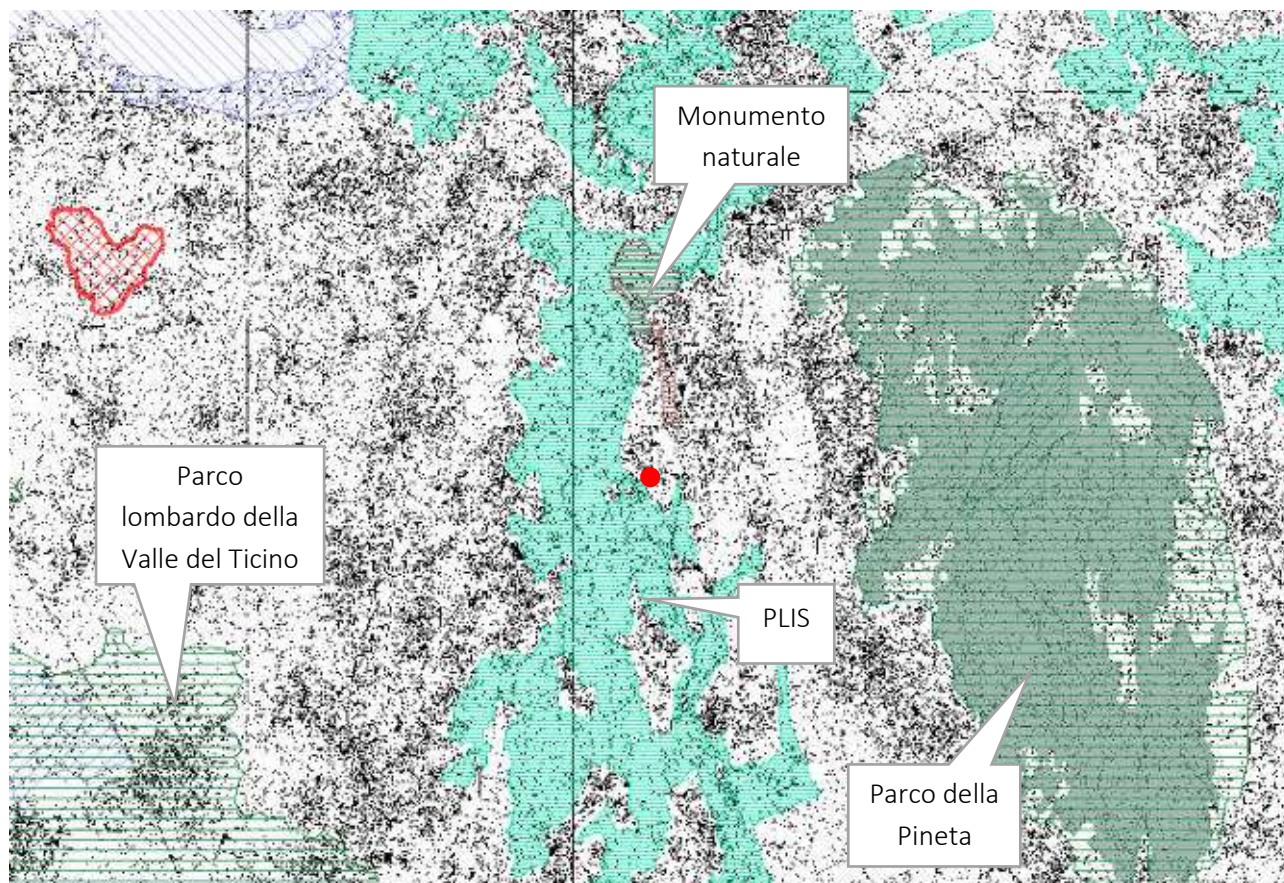 Monumento
naturale
Parco
lombardo della
Valle del Ticino
PLIS
Parco della
Pineta